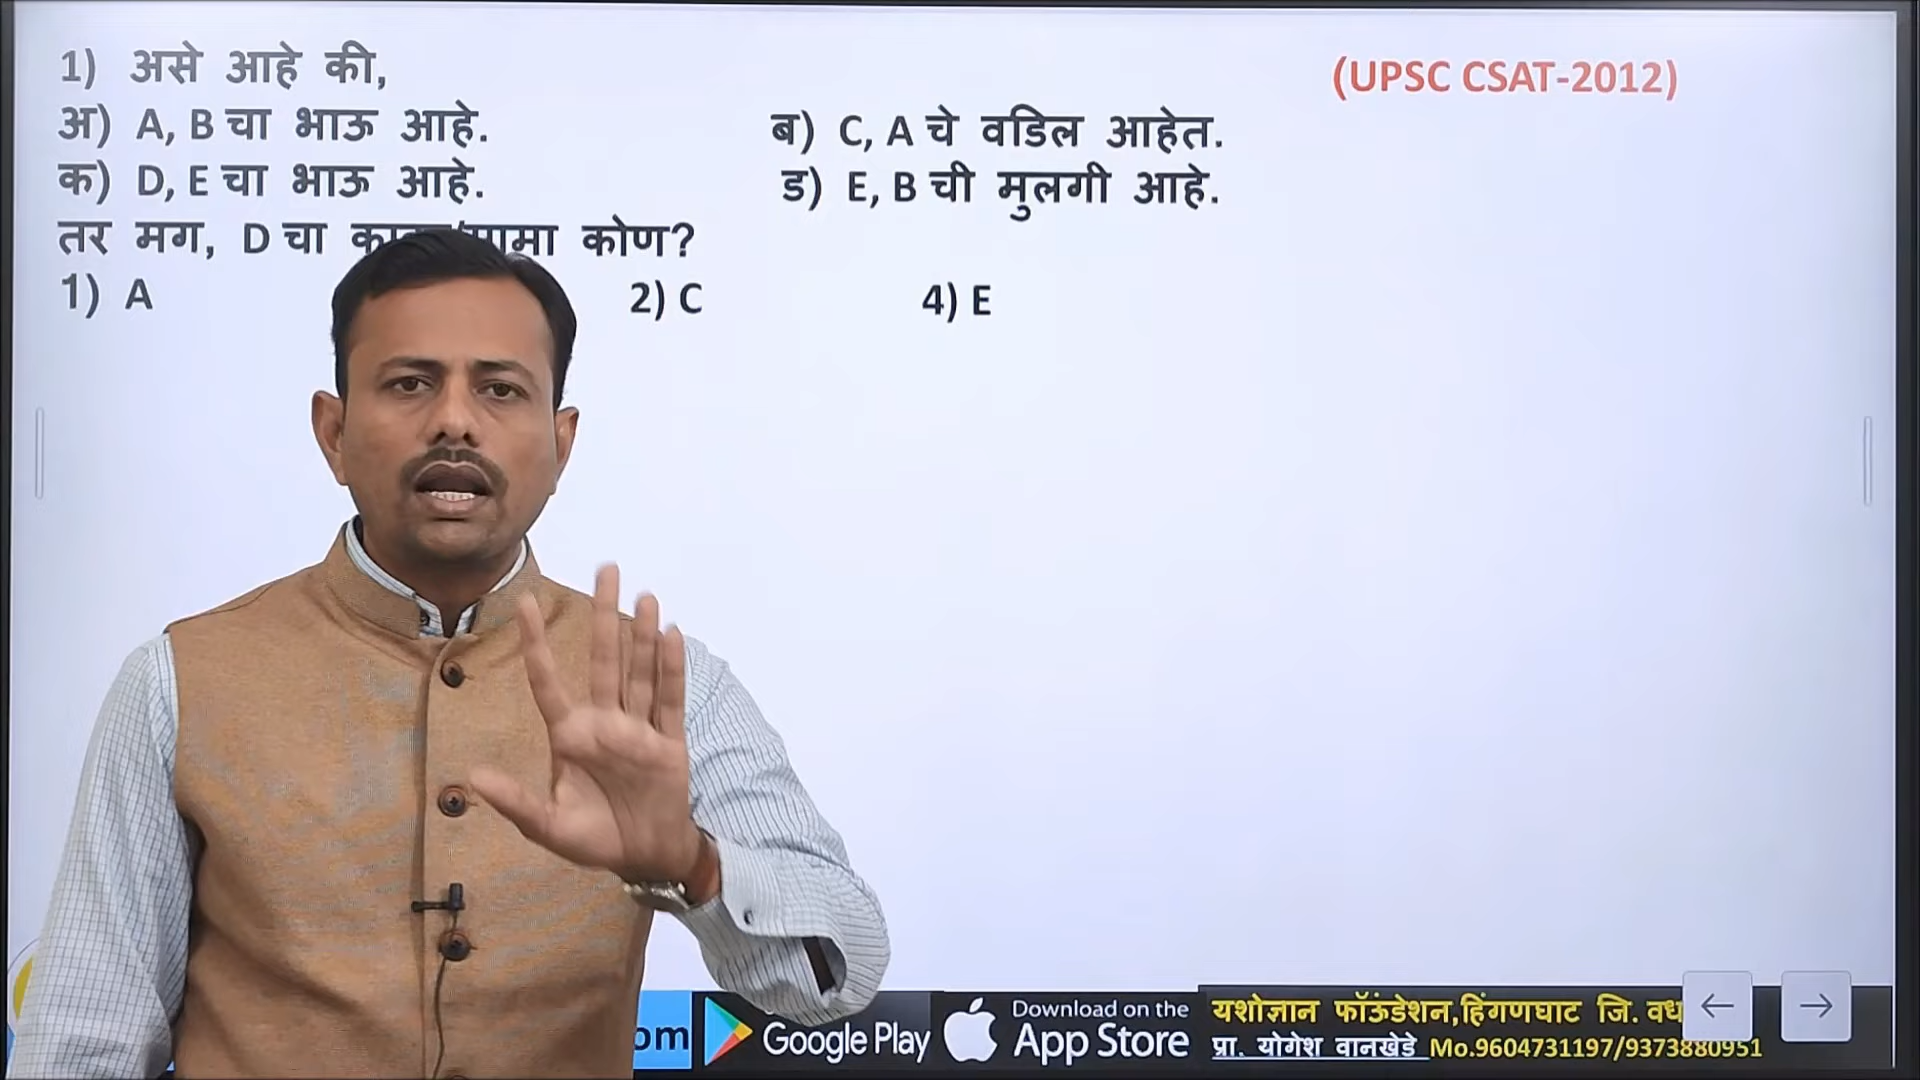 1) असे आहे की,
(UPSC CSAT-2012)
अ) A, B चा भाऊ आहे.
ब) C, A चे वडिल आहेत.
क) D, E चा भाऊ आहे.
ड) E, B ची मुलगी आहे.
तर मग, D चा कोण?
1) A
2) C
4) E
Google Play
Download on the
App Store
यशोज्ञान फॉऊंडेशन,हिंगणघाट जि.
प्रा. योगेश वानखेडे Mo.9604731197/9373880951